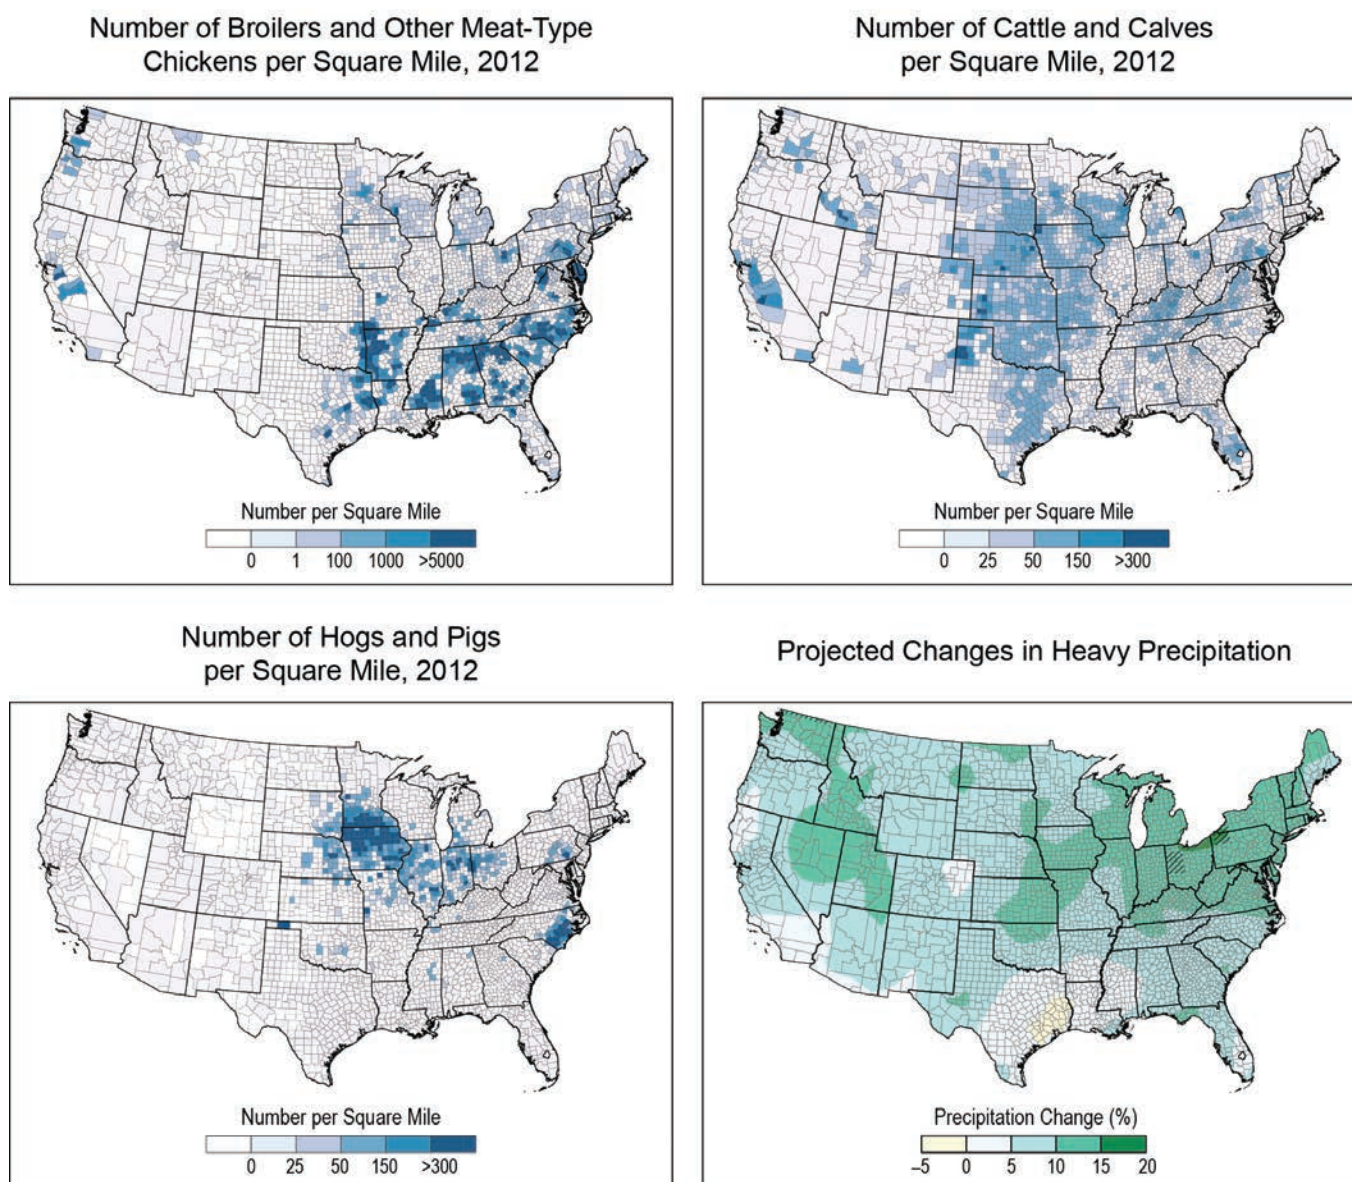 Number of Broilers and Other Meat-Type
Chickens per Square Mile, 2012
Number per Square Mile
0 1 100 1000 >5000
Number of Cattle and Calves
per Square Mile, 2012
Number per Square Mile
0 25 50 150 >300
Number of Hogs and Pigs
per Square Mile, 2012
Number per Square Mile
0 25 50 150 >300
Projected Changes in Heavy Precipitation
Precipitation Change (%)
–5 0 5 10 15 20